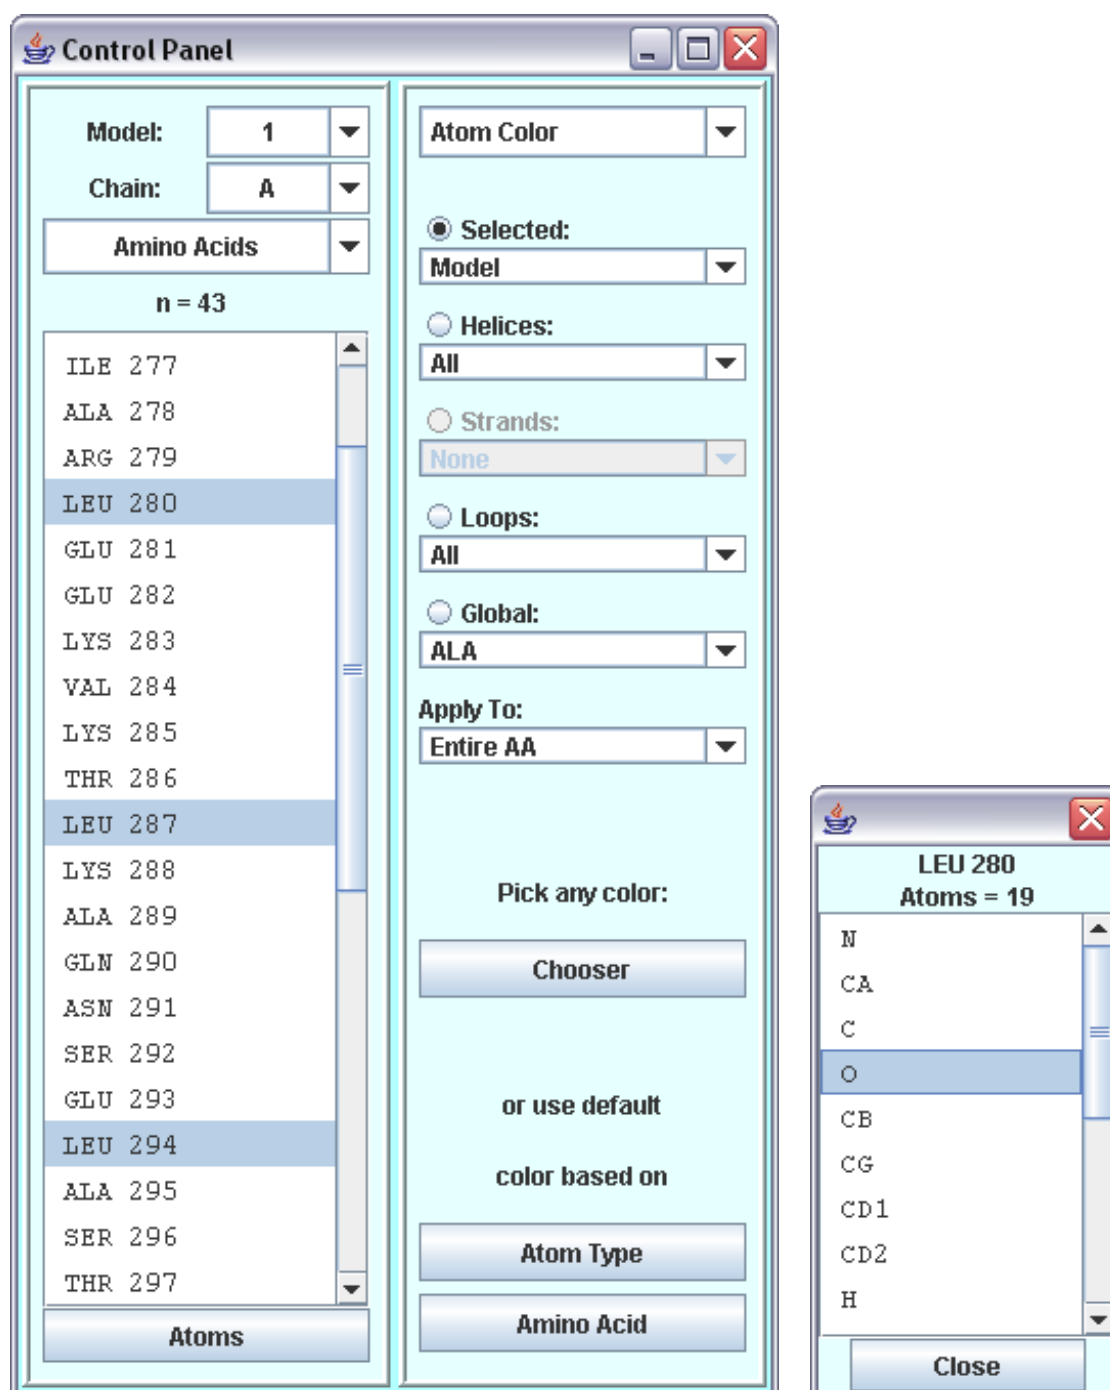 Control Panel
Model: 1
Chain: A
Amino Acids
n = 43
ILE 277
ALA 278
ARG 279
LEU 280
GLU 281
GLU 282
LYS 283
VAL 284
LYS 285
THR 286
LEU 287
LYS 288
ALA 289
GLN 290
ASN 291
SER 292
GLU 293
LEU 294
ALA 295
SER 296
THR 297
Atoms
Atom Color
Selected:
Model
Helices:
All
Strands:
None
Loops:
All
Global:
ALA
Apply To:
Entire AA
Pick any color:
Chooser
or use default
color based on
Atom Type
Amino Acid
LEU 280
Atoms = 19
N
CA
C
O
CB
CG
CD1
CD2
H
Close